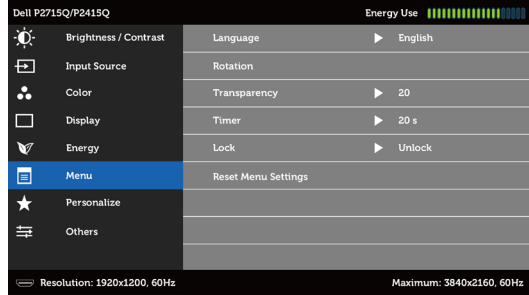 Dell P2715Q/P2415Q Energy Use
Brightness / Contrast Language English
Input Source Rotation
Color Transparency 20
Display Timer 20 s
Energy Lock Unlock
Menu Reset Menu Settings
Personalize
Others
Resolution: 1920x1200, 60Hz Maximum: 3840x2160, 60Hz